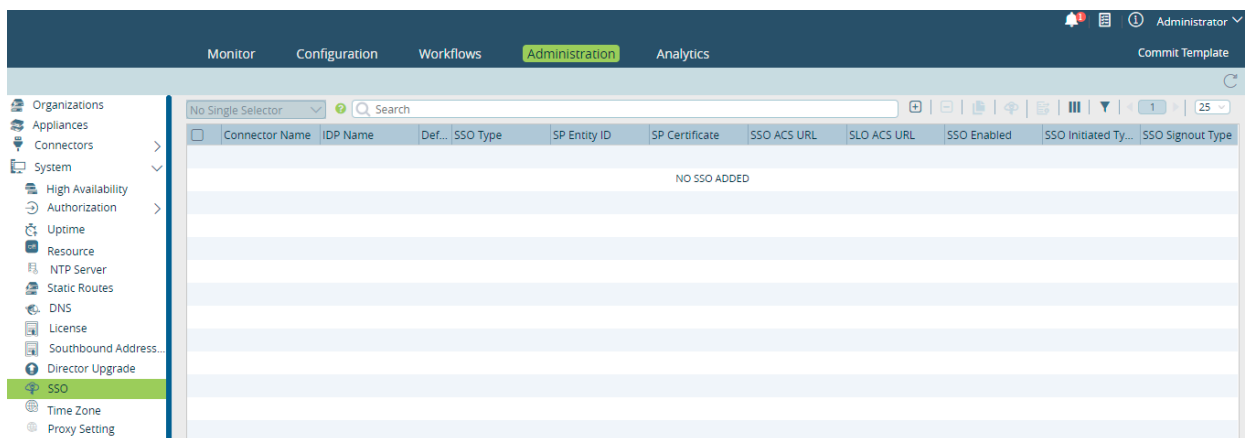 1 Administrator
Monitor Configuration Workflows Administration Analytics Commit Template
Organizations
Appliances
Connectors
System
High Availability
Authorization
Uptime
Resource
NTP Server
Static Routes
DNS
License
Southbound Address...
Director Upgrade
SSO
Time Zone
Proxy Setting
No Single Selector ? Search 1 25
Connector Name IDP Name Def... SSO Type SP Entity ID SP Certificate SSO ACS URL SLO ACS URL SSO Enabled SSO Initiated Ty... SSO Signout Type
NO SSO ADDED